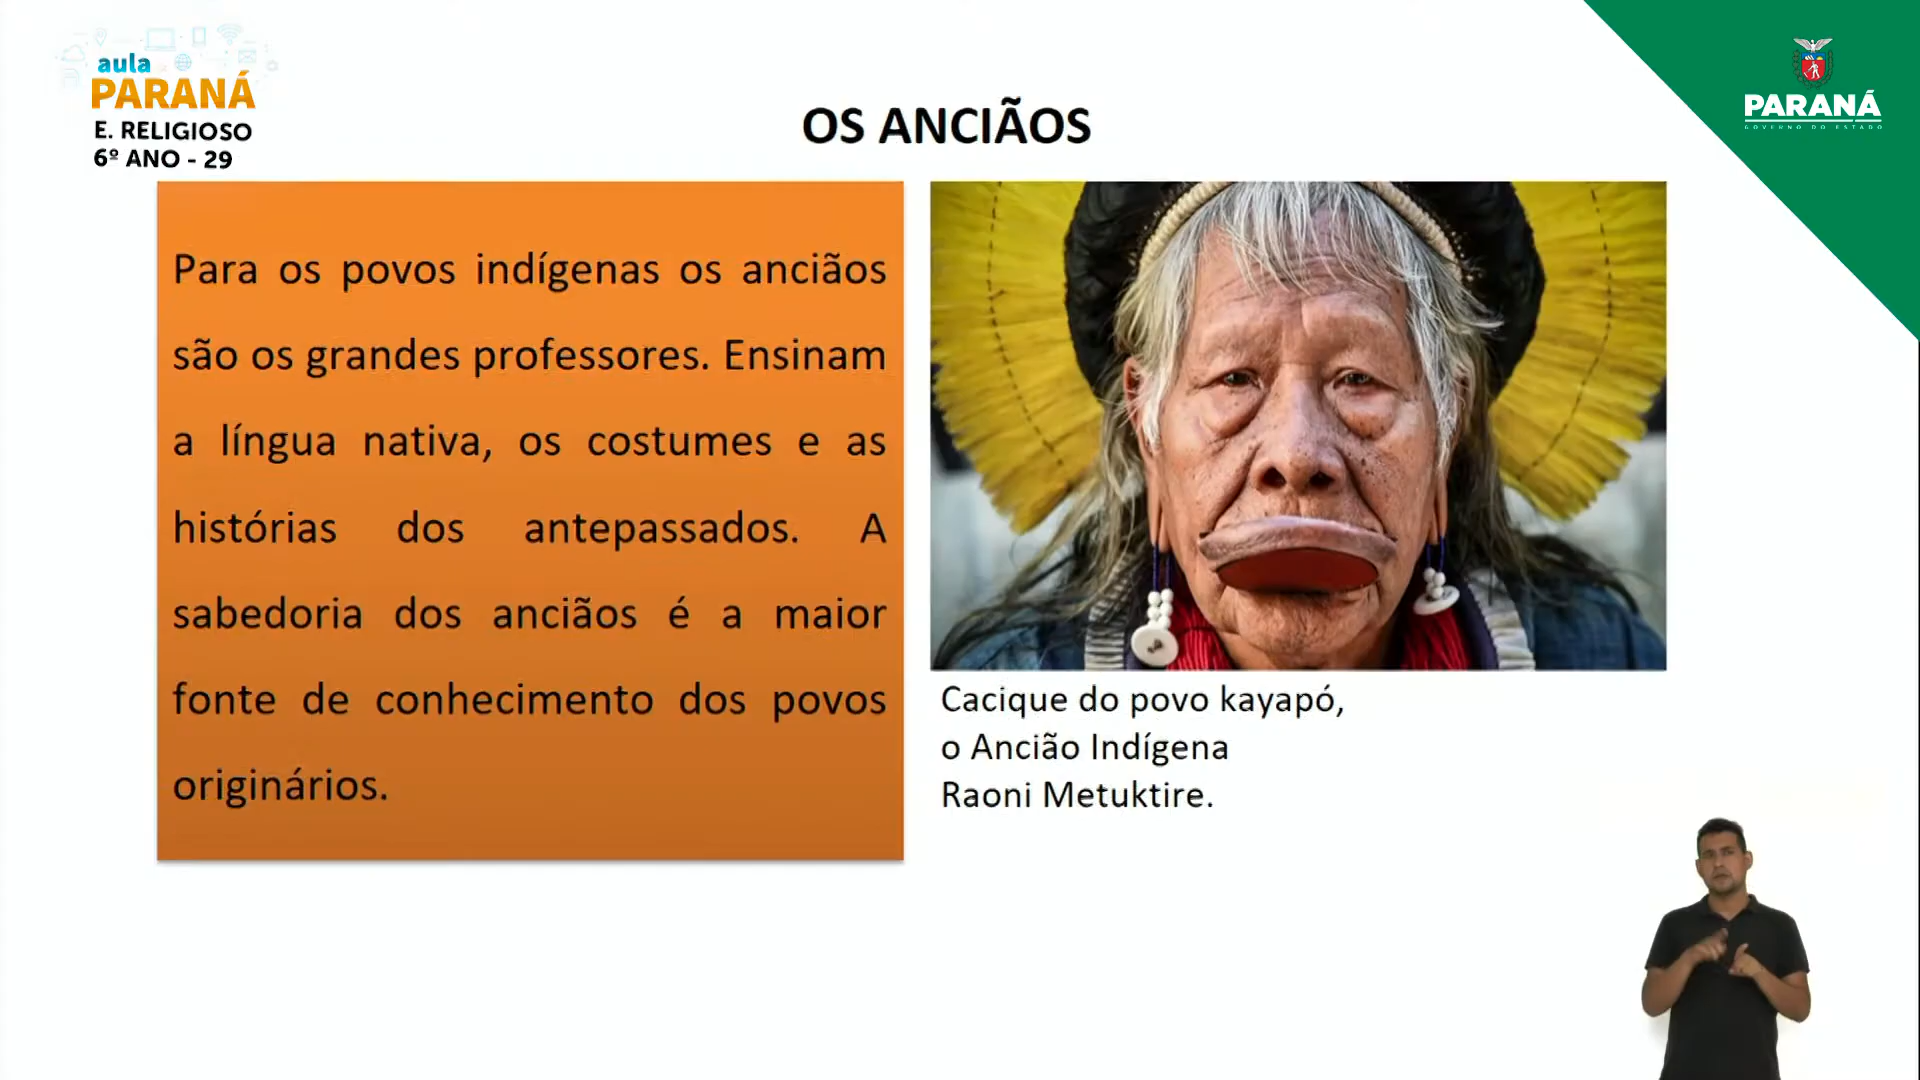 aula
PARANÁ
E. RELIGIOSO
6º ANO - 29
PARANÁ
GOVERNO DO ESTADO
OS ANCIÃOS
Para os povos indígenas os anciãos
são os grandes professores. Ensinam
a língua nativa, os costumes e as
histórias dos antepassados. A
sabedoria dos anciãos é a maior
fonte de conhecimento dos povos
originários.
Cacique do povo kayapó,
o Ancião Indígena
Raoni Metuktire.